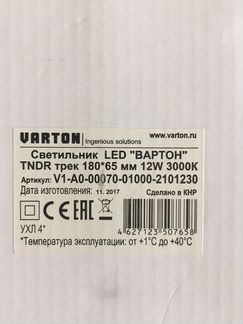 VARTON
Ingenious solutions
www.varton.ru
Светильник LED "ВАРТОН"
TNDR трек 180*65 мм 12W 3000K
Артикул: V1-A0-00070-01000-2101230
Дата изготовления: 11. 2017
Сделано в КНР
CE EAC
УХЛ 4*
4 627123 507658
*Температура эксплуатации: от +1°C до +40°C